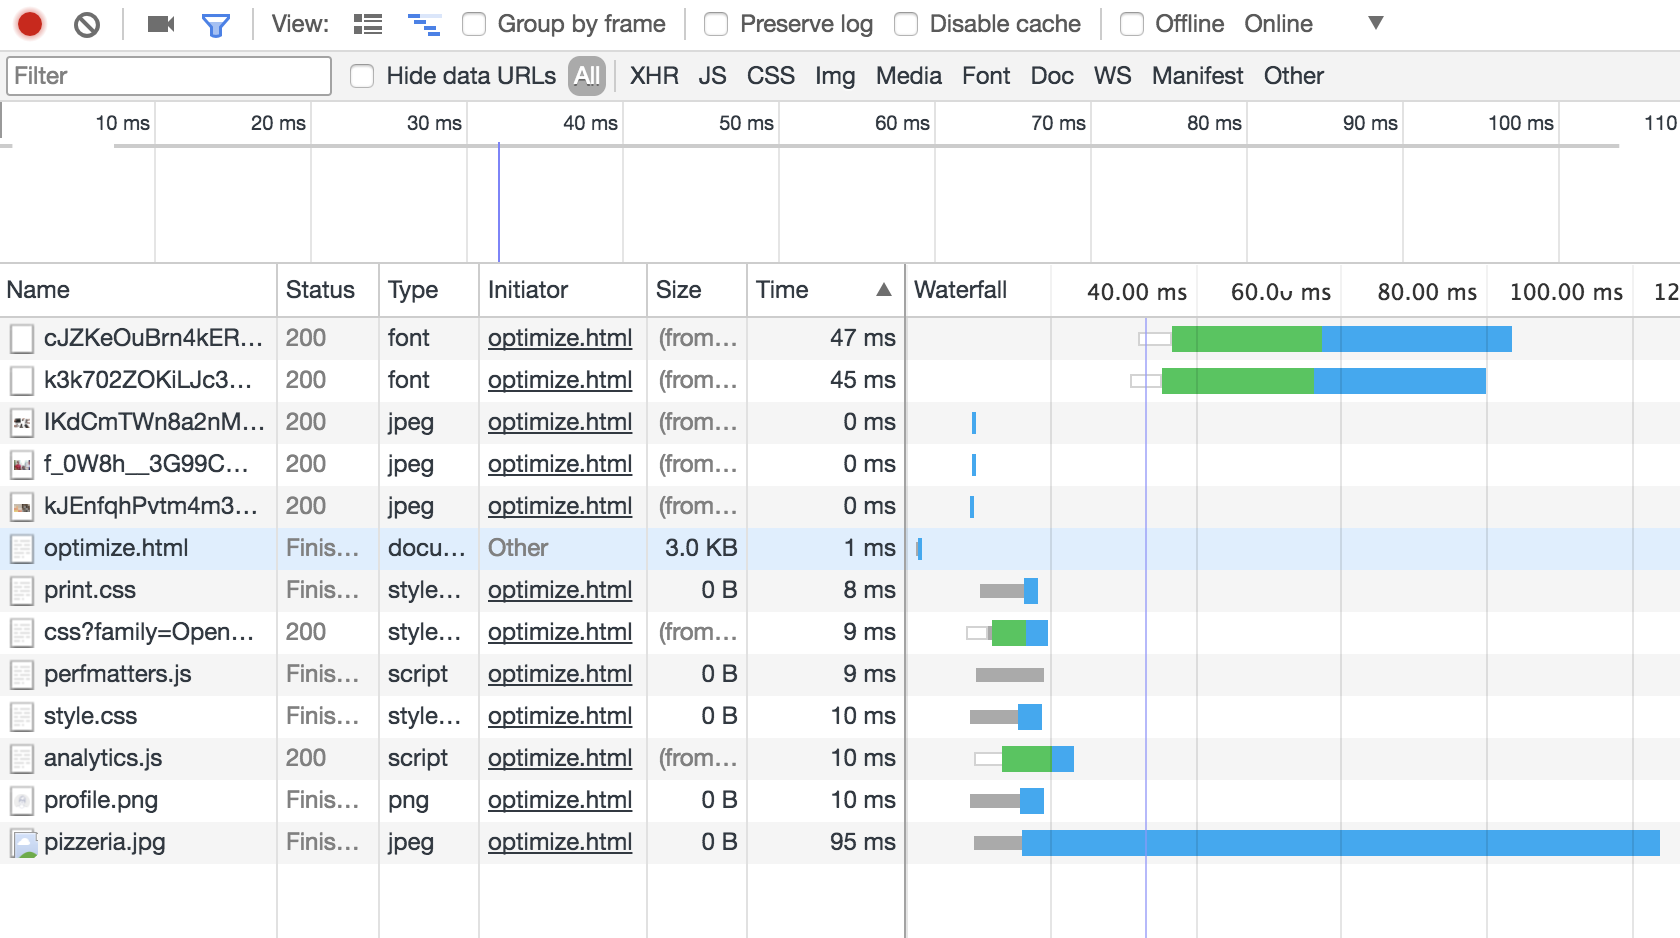 View: Group by frame Preserve log Disable cache Offline Online
Filter Hide data URLs All XHR JS CSS Img Media Font Doc WS Manifest Other
10 ms 20 ms 30 ms 40 ms 50 ms 60 ms 70 ms 80 ms 90 ms 100 ms 110
Name Status Type Initiator Size Time Waterfall 40.00 ms 60.00 ms 80.00 ms 100.00 ms 12
cJZKeOuBrn4kER... 200 font optimize.html (from... 47 ms
k3k702ZOKiLJc3... 200 font optimize.html (from... 45 ms
IKdCmTWn8a2nM... 200 jpeg optimize.html (from... 0 ms
f_0W8h__3G99C... 200 jpeg optimize.html (from... 0 ms
kJEnfqhPvtm4m3... 200 jpeg optimize.html (from... 0 ms
optimize.html Finis... docu... Other 3.0 KB 1 ms
print.css Finis... style... optimize.html 0 B 8 ms
css?family=Open... 200 style... optimize.html (from... 9 ms
perfmatters.js Finis... script optimize.html 0 B 9 ms
style.css Finis... style... optimize.html 0 B 10 ms
analytics.js 200 script optimize.html (from... 10 ms
profile.png Finis... png optimize.html 0 B 10 ms
pizzeria.jpg Finis... jpeg optimize.html 0 B 95 ms